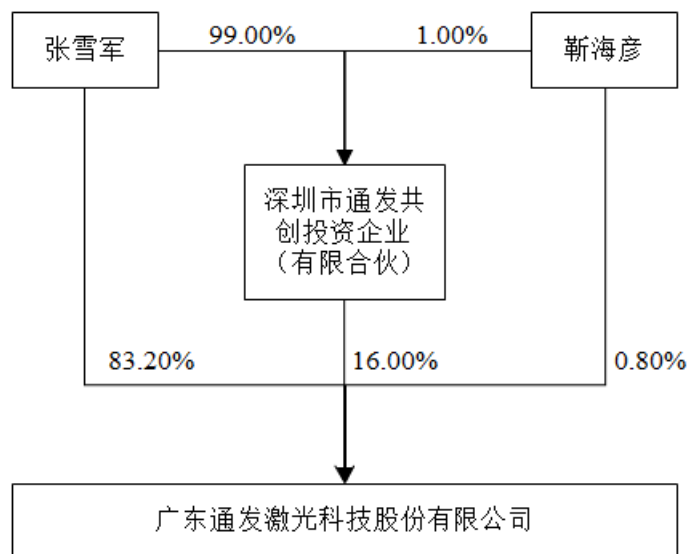 张雪军
99.00%
1.00%
靳海彦
深圳市通发共
创投资企业
（有限合伙）
83.20%
16.00%
0.80%
广东通发激光科技股份有限公司